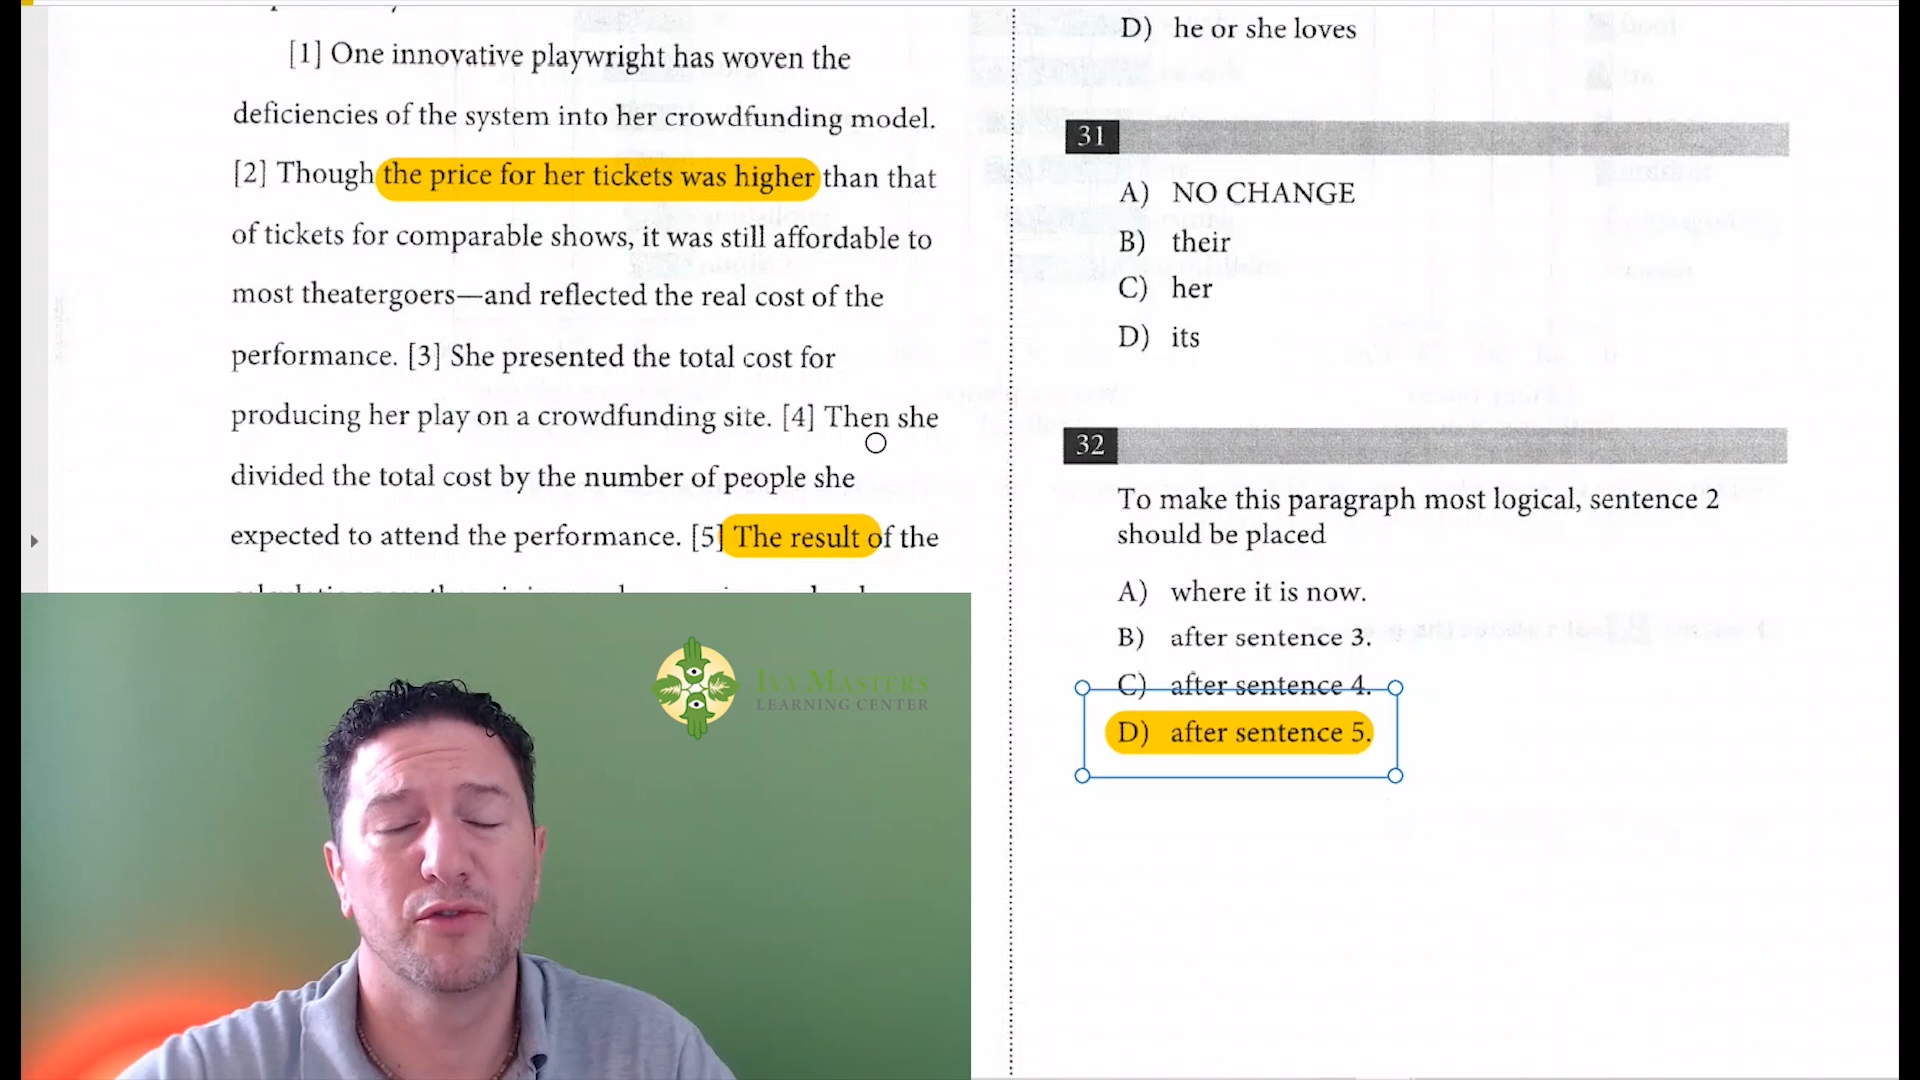 [1] One innovative playwright has woven the
deficiencies of the system into her crowdfunding model.
[2] Though the price for her tickets was higher than that
of tickets for comparable shows, it was still affordable to
most theatergoers—and reflected the real cost of the
performance. [3] She presented the total cost for
producing her play on a crowdfunding site. [4] Then she
divided the total cost by the number of people she
expected to attend the performance. [5] The result of the
D) he or she loves
31
A) NO CHANGE
B) their
C) her
D) its
32
To make this paragraph most logical, sentence 2
should be placed
A) where it is now.
B) after sentence 3.
C) after sentence 4.
D) after sentence 5.
IVY MASTERS
LEARNING CENTER